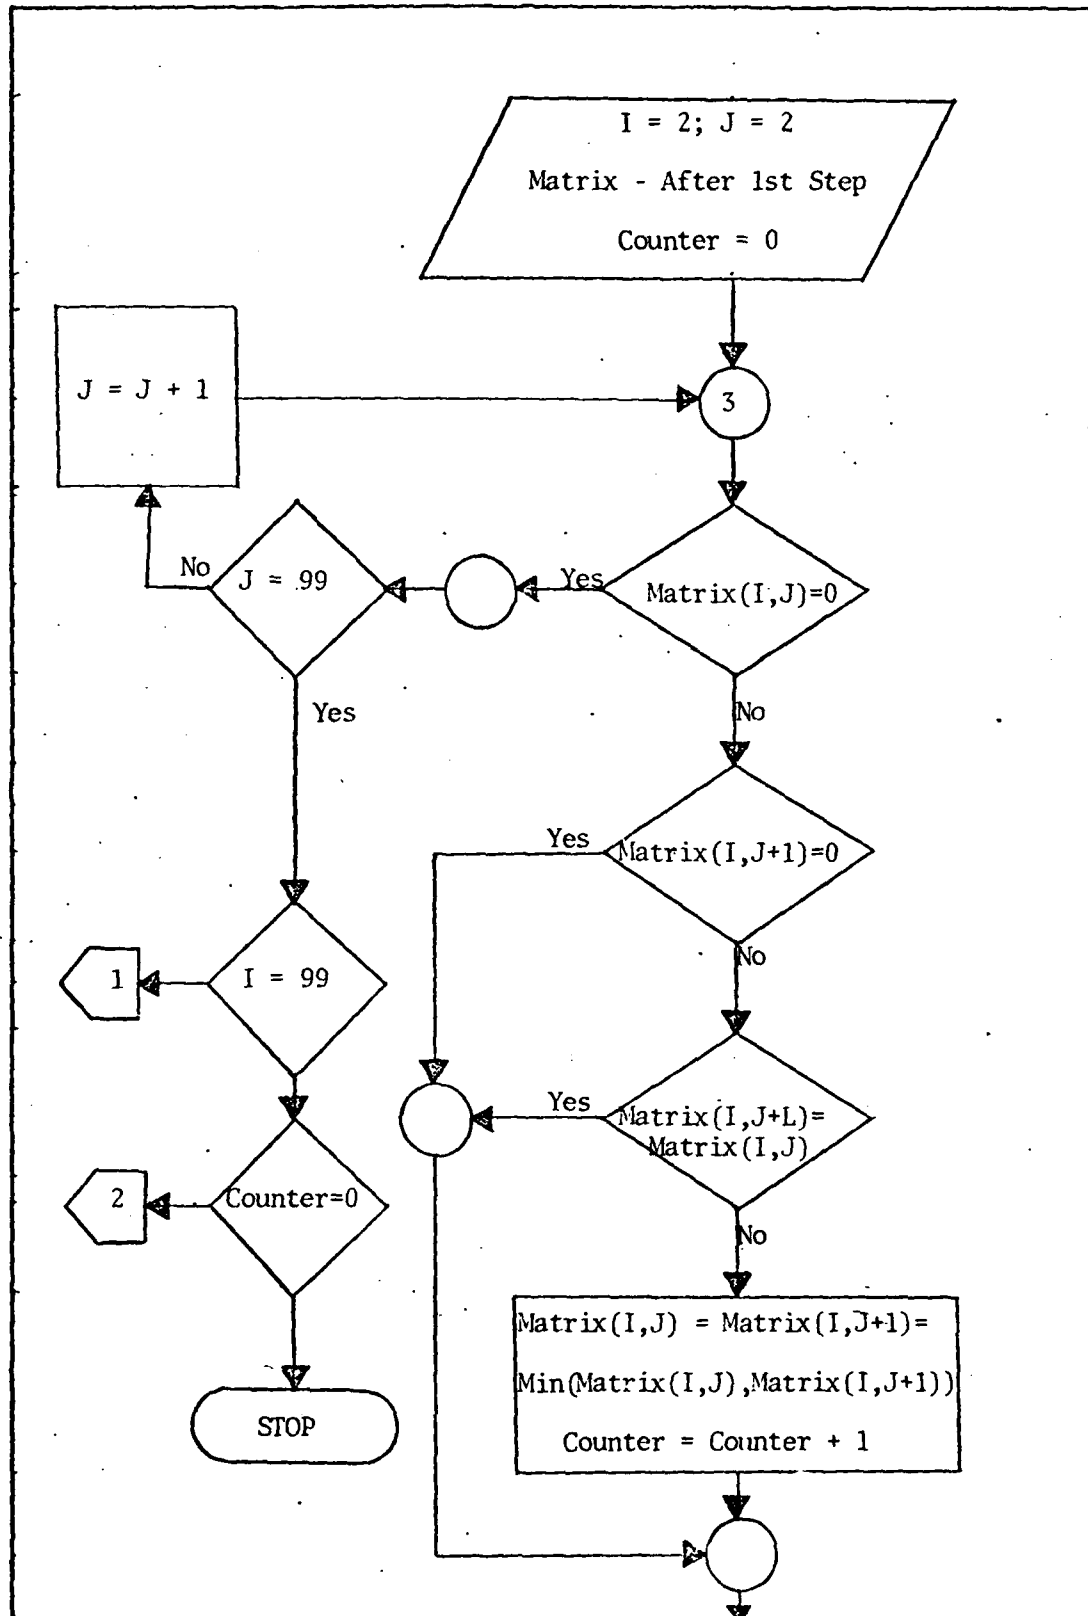 I = 2; J = 2
Matrix - After 1st Step
Counter = 0
J = J + 1
3
No
J = 99
Yes
Matrix(I,J)=0
Yes
No
Yes
Matrix(I,J+1)=0
1
I = 99
No
Yes
Matrix(I,J+L)=
Matrix(I,J)
2
Counter=0
No
Matrix(I,J) = Matrix(I,J+1)=
Min(Matrix(I,J),Matrix(I,J+1))
Counter = Counter + 1
STOP